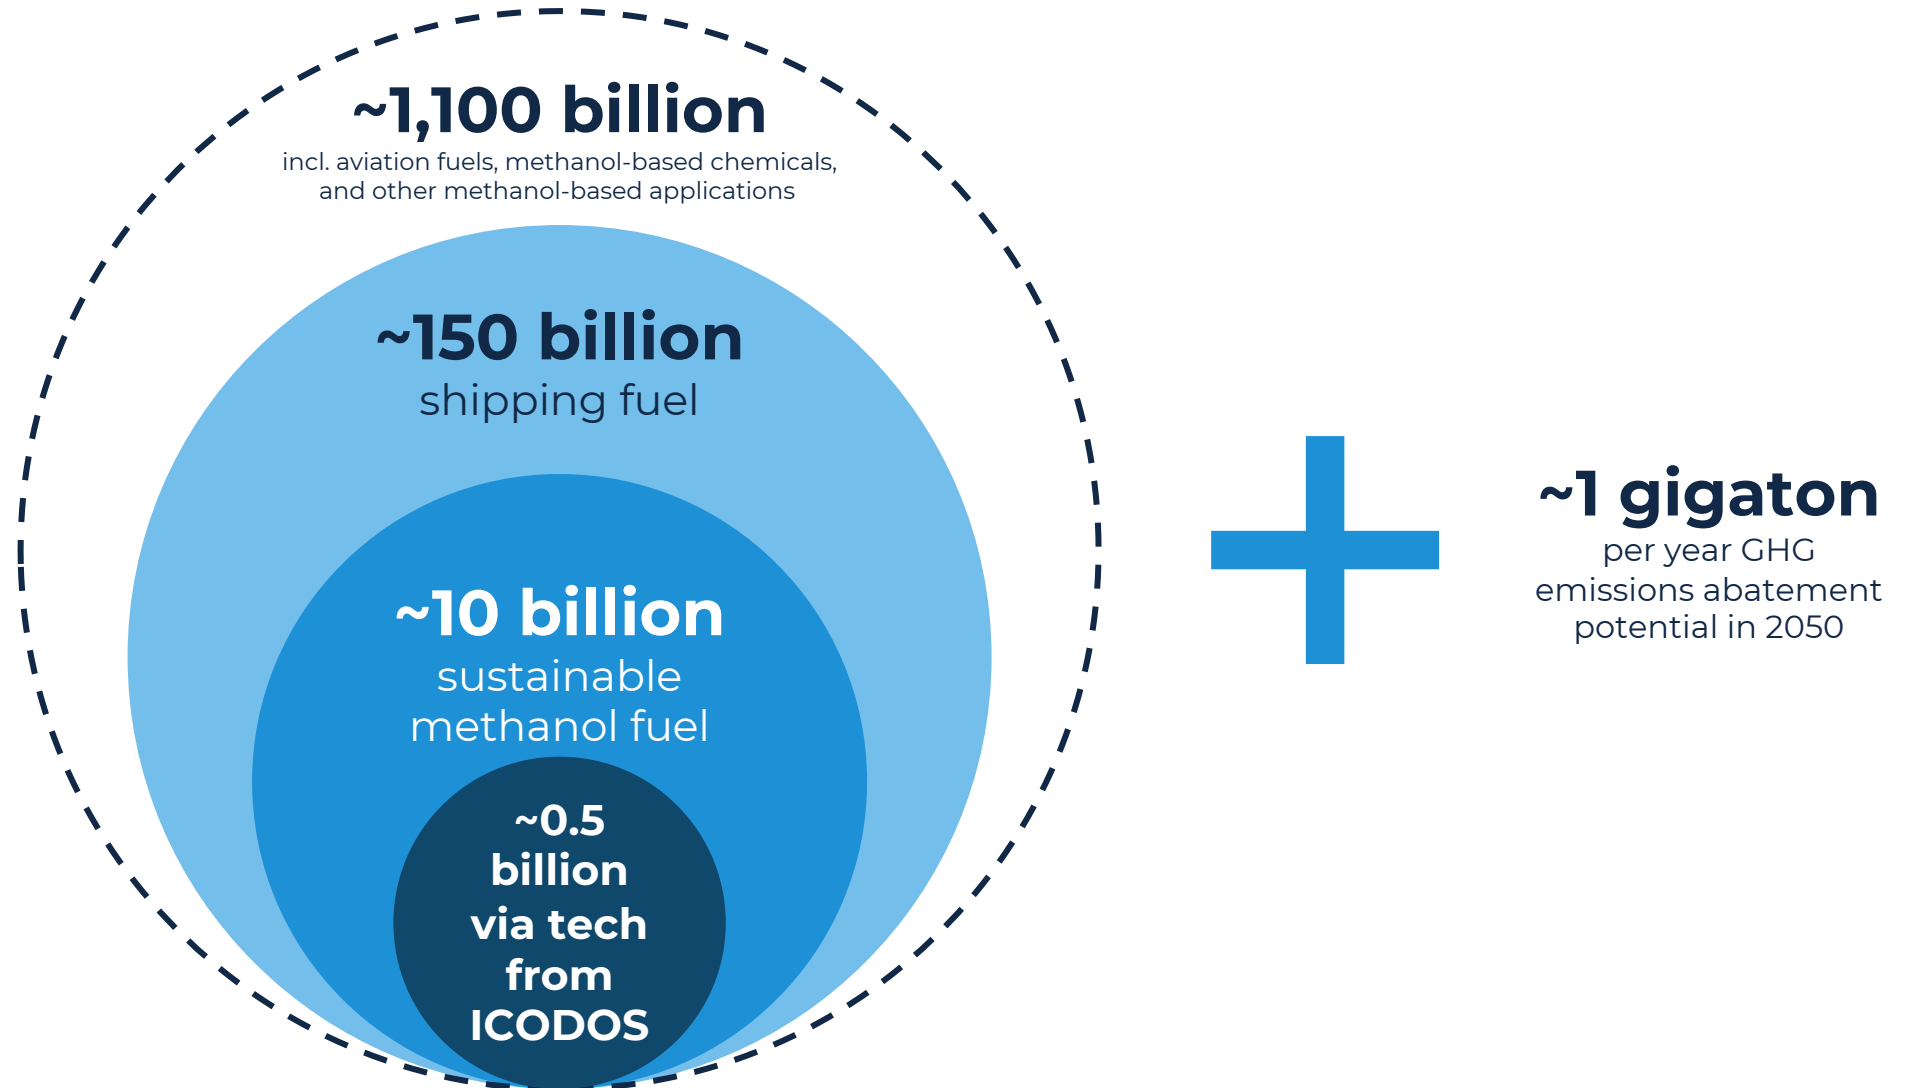 ~1,100 billion
incl. aviation fuels, methanol-based chemicals,
and other methanol-based applications
~150 billion
shipping fuel
~10 billion
sustainable
methanol fuel
~0.5
billion
via tech
from
ICODOS
~1 gigaton
per year GHG
emissions abatement
potential in 2050